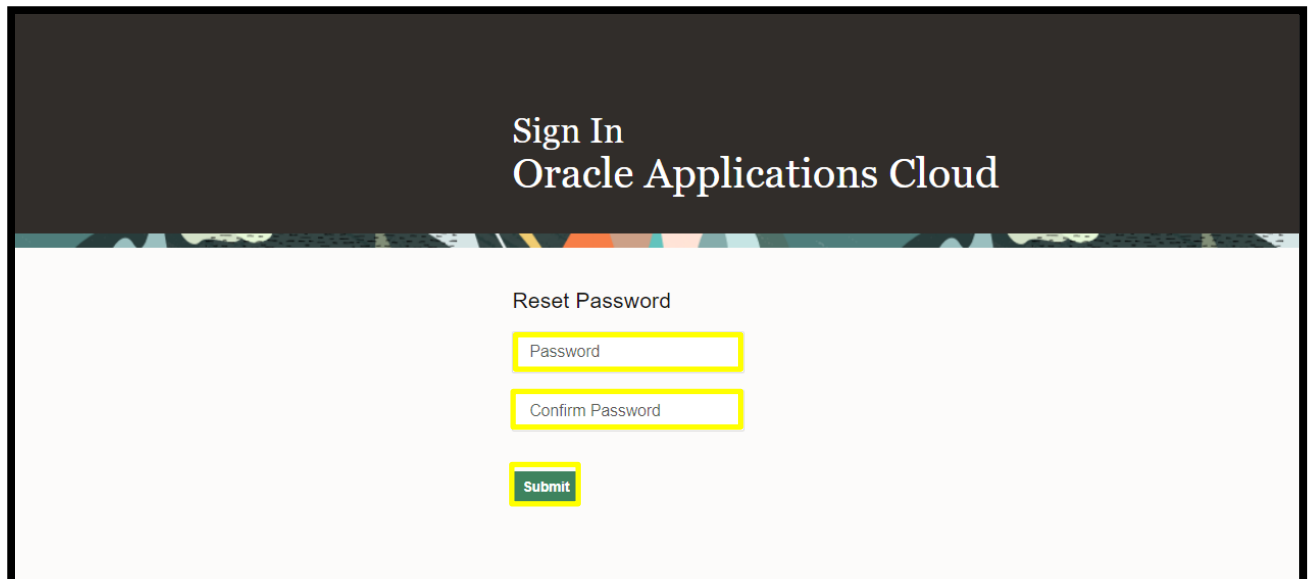 Sign In
Oracle Applications Cloud
Reset Password
Password
Confirm Password
Submit